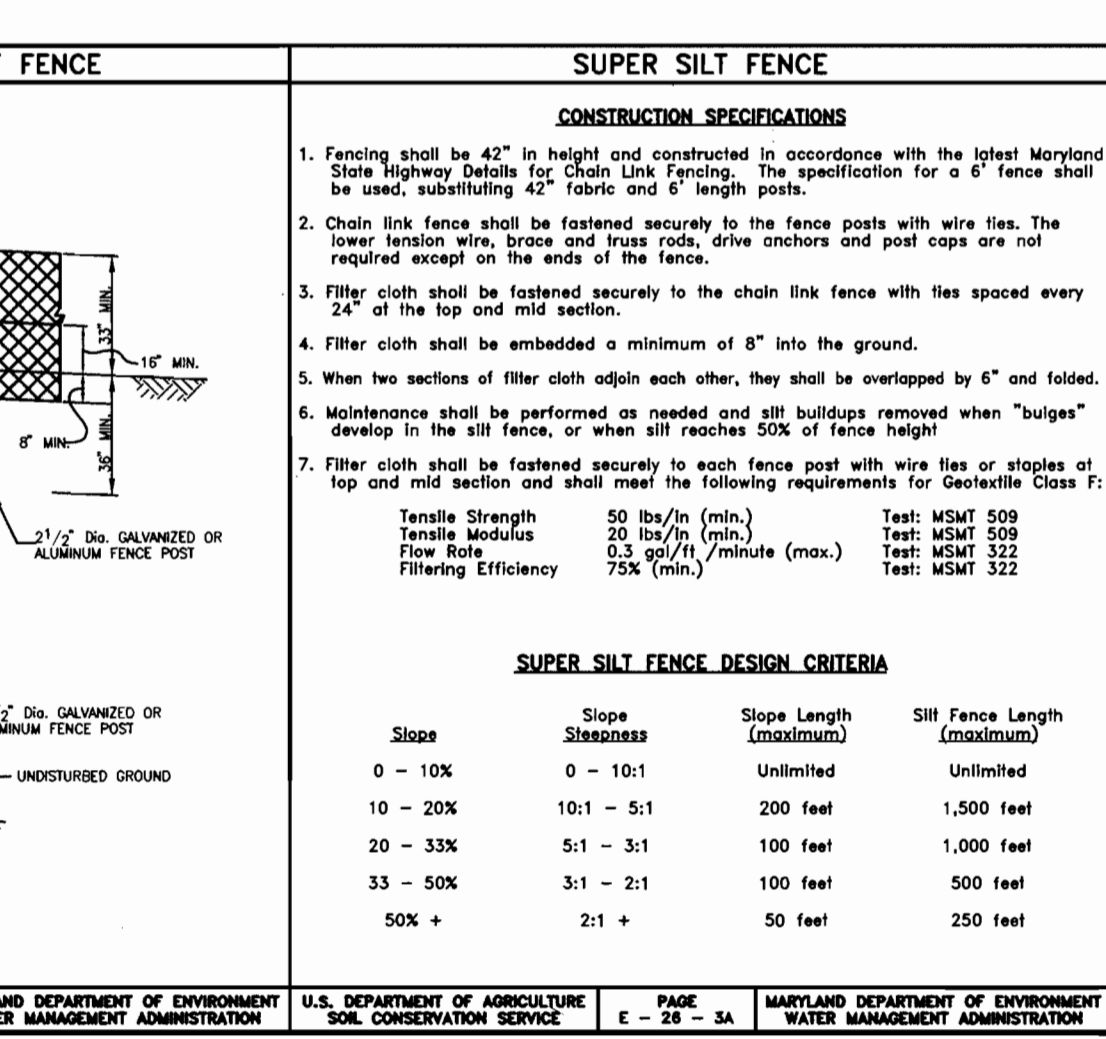 FENCE
33" MIN.
16" MIN.
8" MIN.
36" MIN.
2 1/2" Dia. GALVANIZED OR
ALUMINUM FENCE POST
2" Dia. GALVANIZED OR
MINUM FENCE POST
UNDISTURBED GROUND
AND DEPARTMENT OF ENVIRONMENT
ER MANAGEMENT ADMINISTRATION
SUPER SILT FENCE
CONSTRUCTION SPECIFICATIONS
1. Fencing shall be 42" in height and constructed in accordance with the latest Maryland
State Highway Details for Chain Link Fencing. The specification for a 6' fence shall
be used, substituting 42" fabric and 6' length posts.
2. Chain link fence shall be fastened securely to the fence posts with wire ties. The
lower tension wire, brace and truss rods, drive anchors and post caps are not
required except on the ends of the fence.
3. Filter cloth shall be fastened securely to the chain link fence with ties spaced every
24" at the top and mid section.
4. Filter cloth shall be embedded a minimum of 8" into the ground.
5. When two sections of filter cloth adjoin each other, they shall be overlapped by 6" and folded.
6. Maintenance shall be performed as needed and silt buildups removed when "bulges"
develop in the silt fence, or when silt reaches 50% of fence height
7. Filter cloth shall be fastened securely to each fence post with wire ties or staples at
top and mid section and shall meet the following requirements for Geotextile Class F:
Tensile Strength 50 lbs/in (min.) Test: MSMT 509
Tensile Modulus 20 lbs/in (min.) Test: MSMT 509
Flow Rate 0.3 gal/ft /minute (max.) Test: MSMT 322
Filtering Efficiency 75% (min.) Test: MSMT 322
SUPER SILT FENCE DESIGN CRITERIA
Slope Slope Length Silt Fence Length
Slope Steepness (maximum) (maximum)
0 - 10% 0 - 10:1 Unlimited Unlimited
10 - 20% 10:1 - 5:1 200 feet 1,500 feet
20 - 33% 5:1 - 3:1 100 feet 1,000 feet
33 - 50% 3:1 - 2:1 100 feet 500 feet
50% + 2:1 + 50 feet 250 feet
U.S. DEPARTMENT OF AGRICULTURE PAGE MARYLAND DEPARTMENT OF ENVIRONMENT
SOIL CONSERVATION SERVICE E - 26 - 3A WATER MANAGEMENT ADMINISTRATION